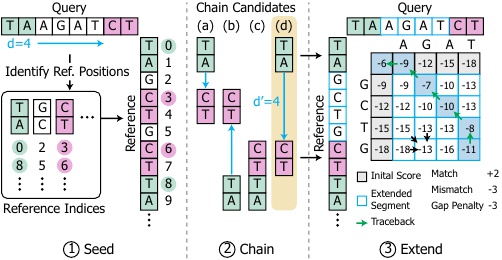 Query
T A A G A T C T
d=4
Identify Ref. Positions
T G C ...
A C T
0 2 3
8 5 6
Reference Indices
Reference
T 0
A 1
G 2
C 3
T 4
G 5
C 6
T 7
T 8
A 9
1 Seed
Chain Candidates
(a) (b) (c) (d)
T T
A A
C C
T T
d'=4
C C
T T
T T
A A
2 Chain
Query
T A A G A T C T
Reference
T
A
G
C
T
G
C
T
T
A
A G A T
-6 -9 -12 -15 -18
G -9 -7 -10 -13
C -12 -10 -10 -13
T -15 -13 -13 -8
G -18 -13 -16 -11
Inital Score
Extended
Segment
Traceback
Match +2
Mismatch -3
Gap Penalty -3
3 Extend